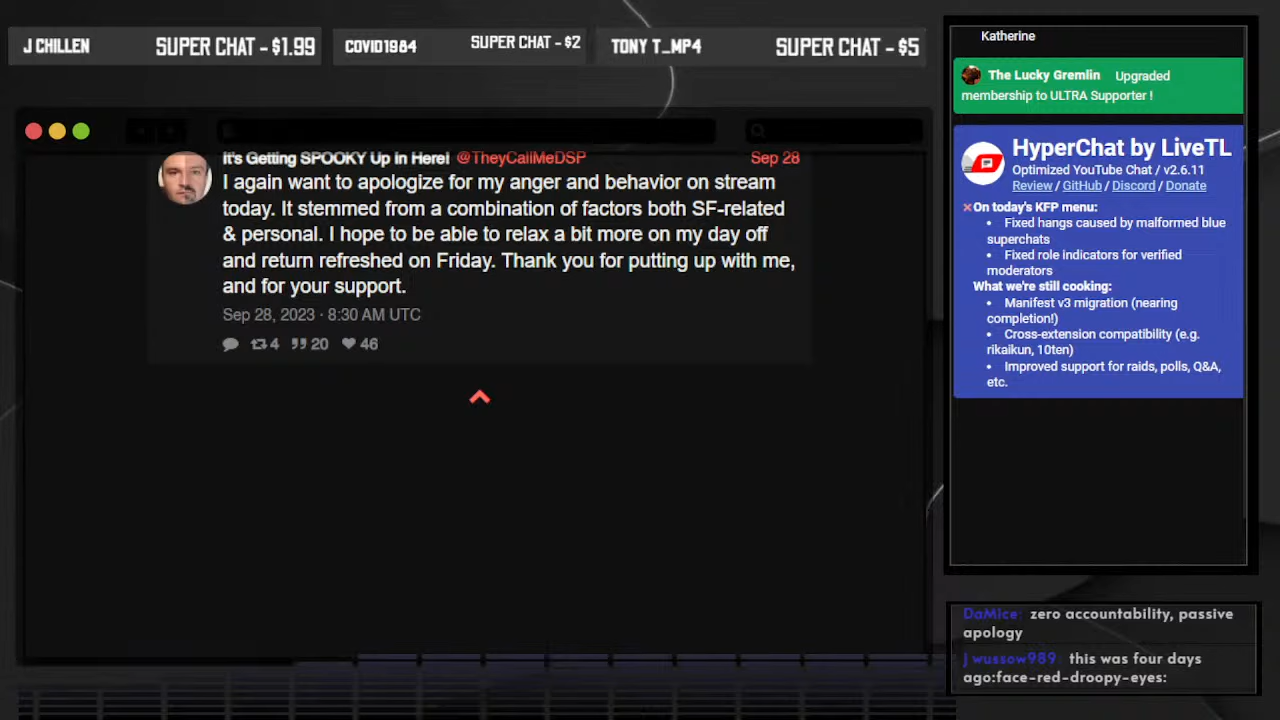 J CHILLEN
SUPER CHAT - $1.99
COVID1984
SUPER CHAT - $2
TONY T_MP4
SUPER CHAT - $5
It's Getting SPOOKY Up in Here! @TheyCallMeDSP
Sep 28
I again want to apologize for my anger and behavior on stream
today. It stemmed from a combination of factors both SF-related
& personal. I hope to be able to relax a bit more on my day off
and return refreshed on Friday. Thank you for putting up with me,
and for your support.
Sep 28, 2023 · 8:30 AM UTC
4 20 46
Katherine
The Lucky Gremlin Upgraded
membership to ULTRA Supporter !
HyperChat by LiveTL
Optimized YouTube Chat / v2.6.11
Review / GitHub / Discord / Donate
On today's KFP menu:
• Fixed hangs caused by malformed blue
superchats
• Fixed role indicators for verified
moderators
What we're still cooking:
• Manifest v3 migration (nearing
completion!)
• Cross-extension compatibility (e.g.
rikaikun, 10ten)
• Improved support for raids, polls, Q&A,
etc.
DaMice: zero accountability, passive
apology
j wussow989: this was four days
ago:face-red-droopy-eyes: